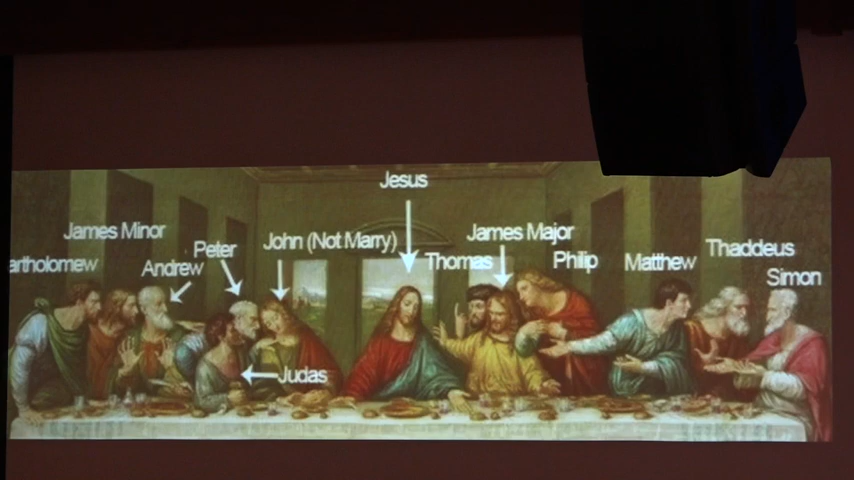 Jesus
James Minor
Peter
John (Not Marry)
James Major
artholomew
Andrew
Thomas
Philip
Matthew
Thaddeus
Simon
Judas